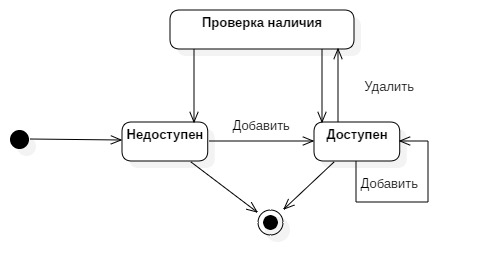 Проверка наличия
Удалить
Добавить
Недоступен
Доступен
Добавить